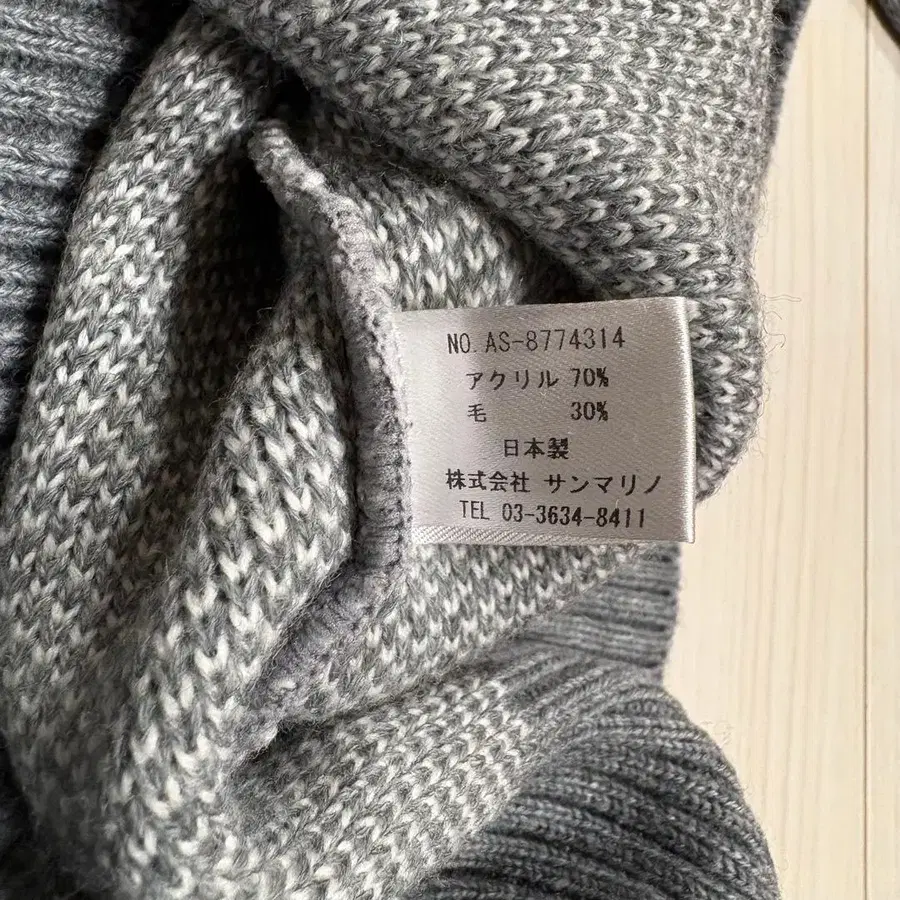 NO. AS-8774314
アクリル 70%
毛 30%
日本製
株式会社 サンマリノ
TEL 03-3634-8411